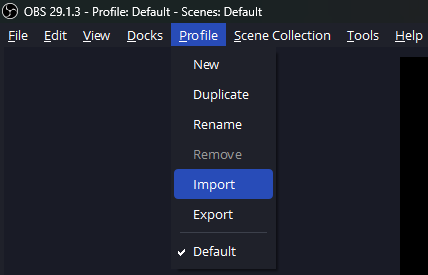 OBS 29.1.3 - Profile: Default - Scenes: Default
File Edit View Docks Profile Scene Collection Tools Help
New
Duplicate
Rename
Remove
Import
Export
Default